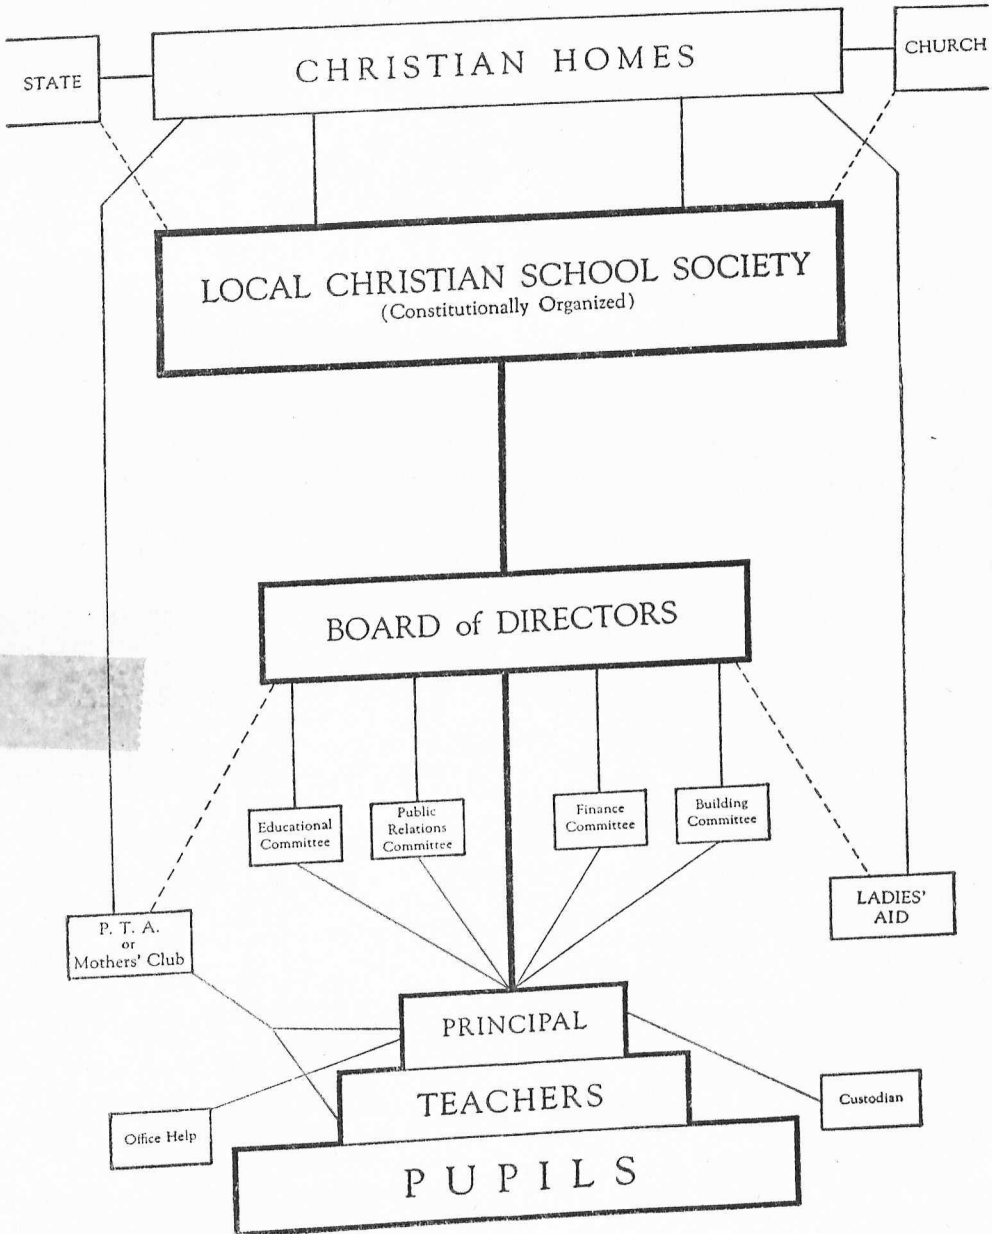 STATE
CHRISTIAN HOMES
CHURCH
LOCAL CHRISTIAN SCHOOL SOCIETY
(Constitutionally Organized)
BOARD of DIRECTORS
Educational
Committee
Public
Relations
Committee
Finance
Committee
Building
Committee
P. T. A.
or
Mothers' Club
LADIES'
AID
PRINCIPAL
TEACHERS
PUPILS
Office Help
Custodian